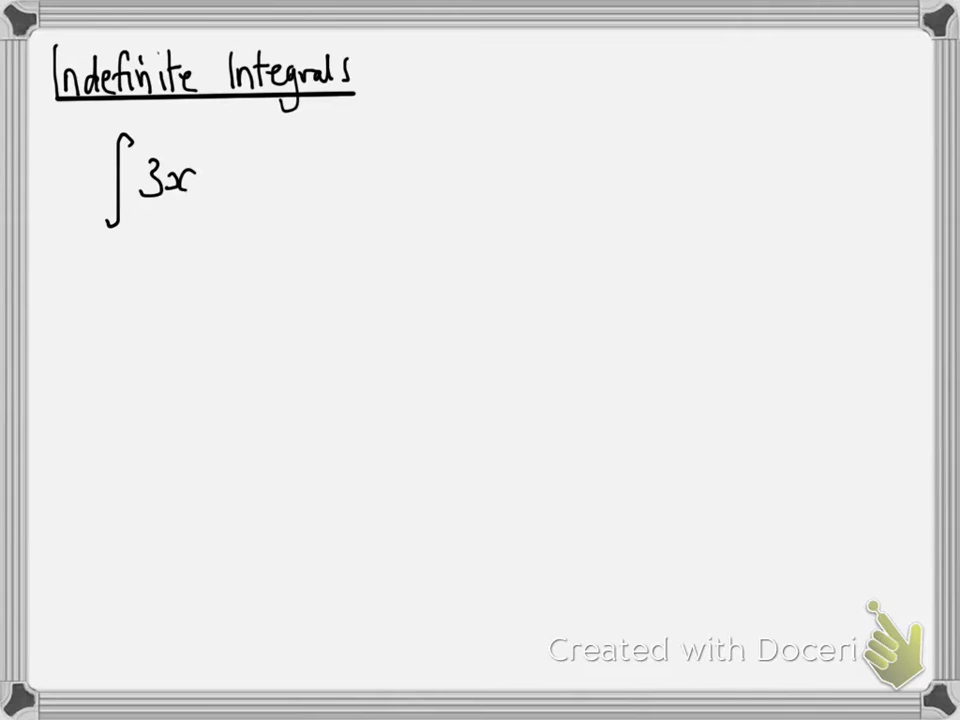 Indefinite Integrals
∫ 3x
Created with Doceri